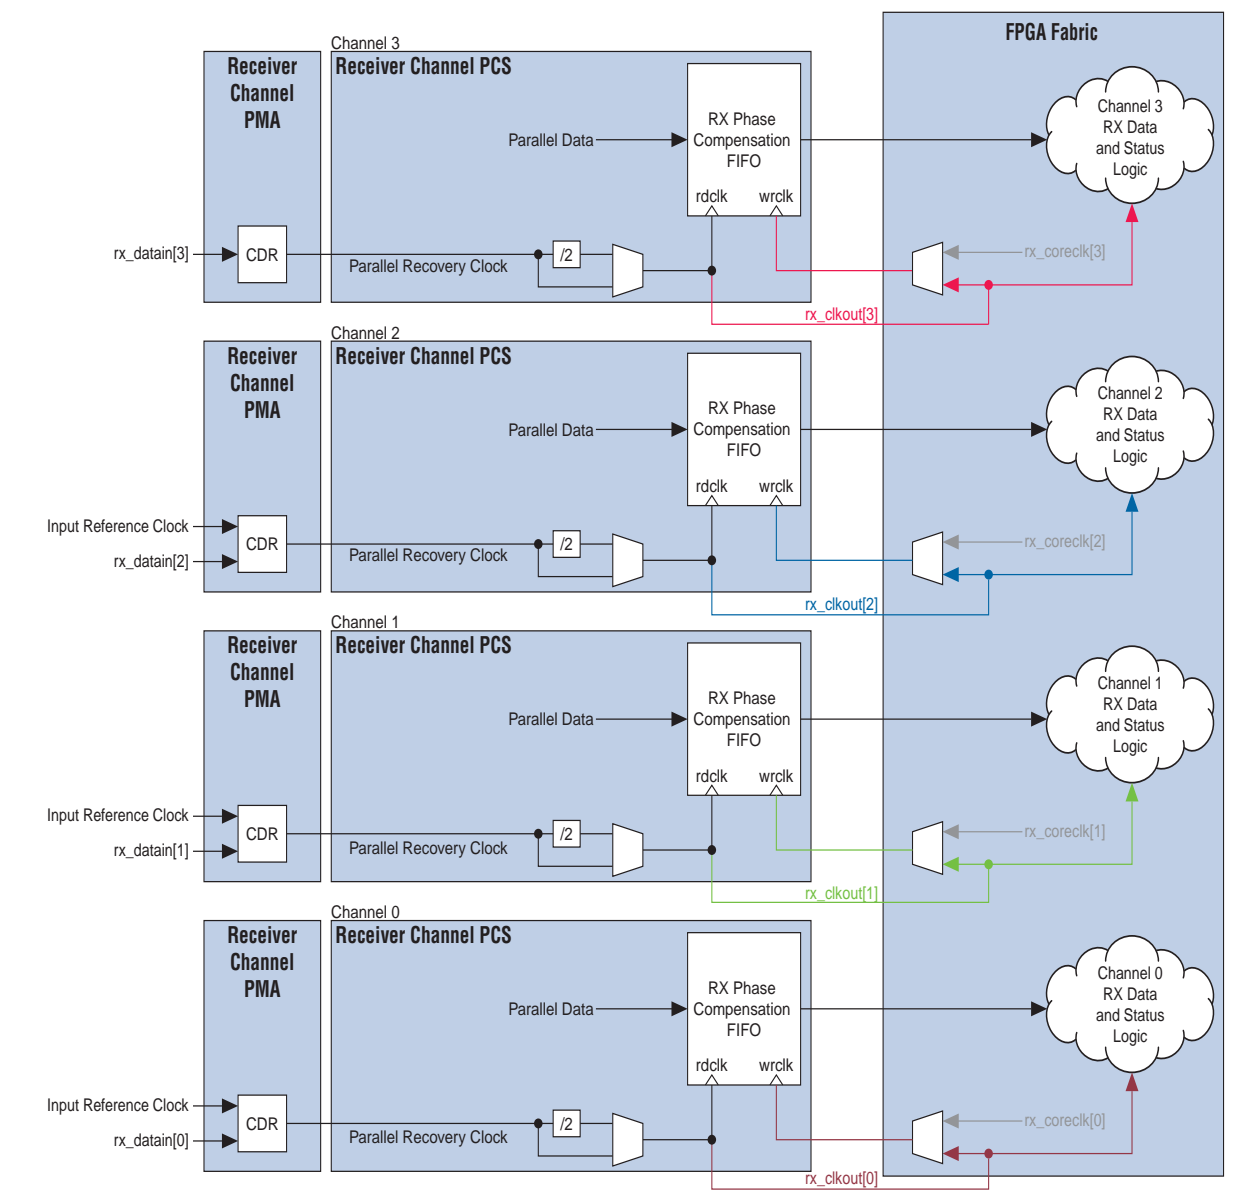 FPGA Fabric
Channel 3
Receiver
Channel
PMA
Receiver Channel PCS
RX Phase
Compensation
FIFO
Parallel Data
rdclk
wrclk
Channel 3
RX Data
and Status
Logic
rx_datain[3]
CDR
Parallel Recovery Clock
/2
rx_coreclk[3]
rx_clkout[3]
Channel 2
Receiver
Channel
PMA
Receiver Channel PCS
RX Phase
Compensation
FIFO
Parallel Data
rdclk
wrclk
Channel 2
RX Data
and Status
Logic
Input Reference Clock
rx_datain[2]
CDR
Parallel Recovery Clock
/2
rx_coreclk[2]
rx_clkout[2]
Channel 1
Receiver
Channel
PMA
Receiver Channel PCS
RX Phase
Compensation
FIFO
Parallel Data
rdclk
wrclk
Channel 1
RX Data
and Status
Logic
Input Reference Clock
rx_datain[1]
CDR
Parallel Recovery Clock
/2
rx_coreclk[1]
rx_clkout[1]
Channel 0
Receiver
Channel
PMA
Receiver Channel PCS
RX Phase
Compensation
FIFO
Parallel Data
rdclk
wrclk
Channel 0
RX Data
and Status
Logic
Input Reference Clock
rx_datain[0]
CDR
Parallel Recovery Clock
/2
rx_coreclk[0]
rx_clkout[0]